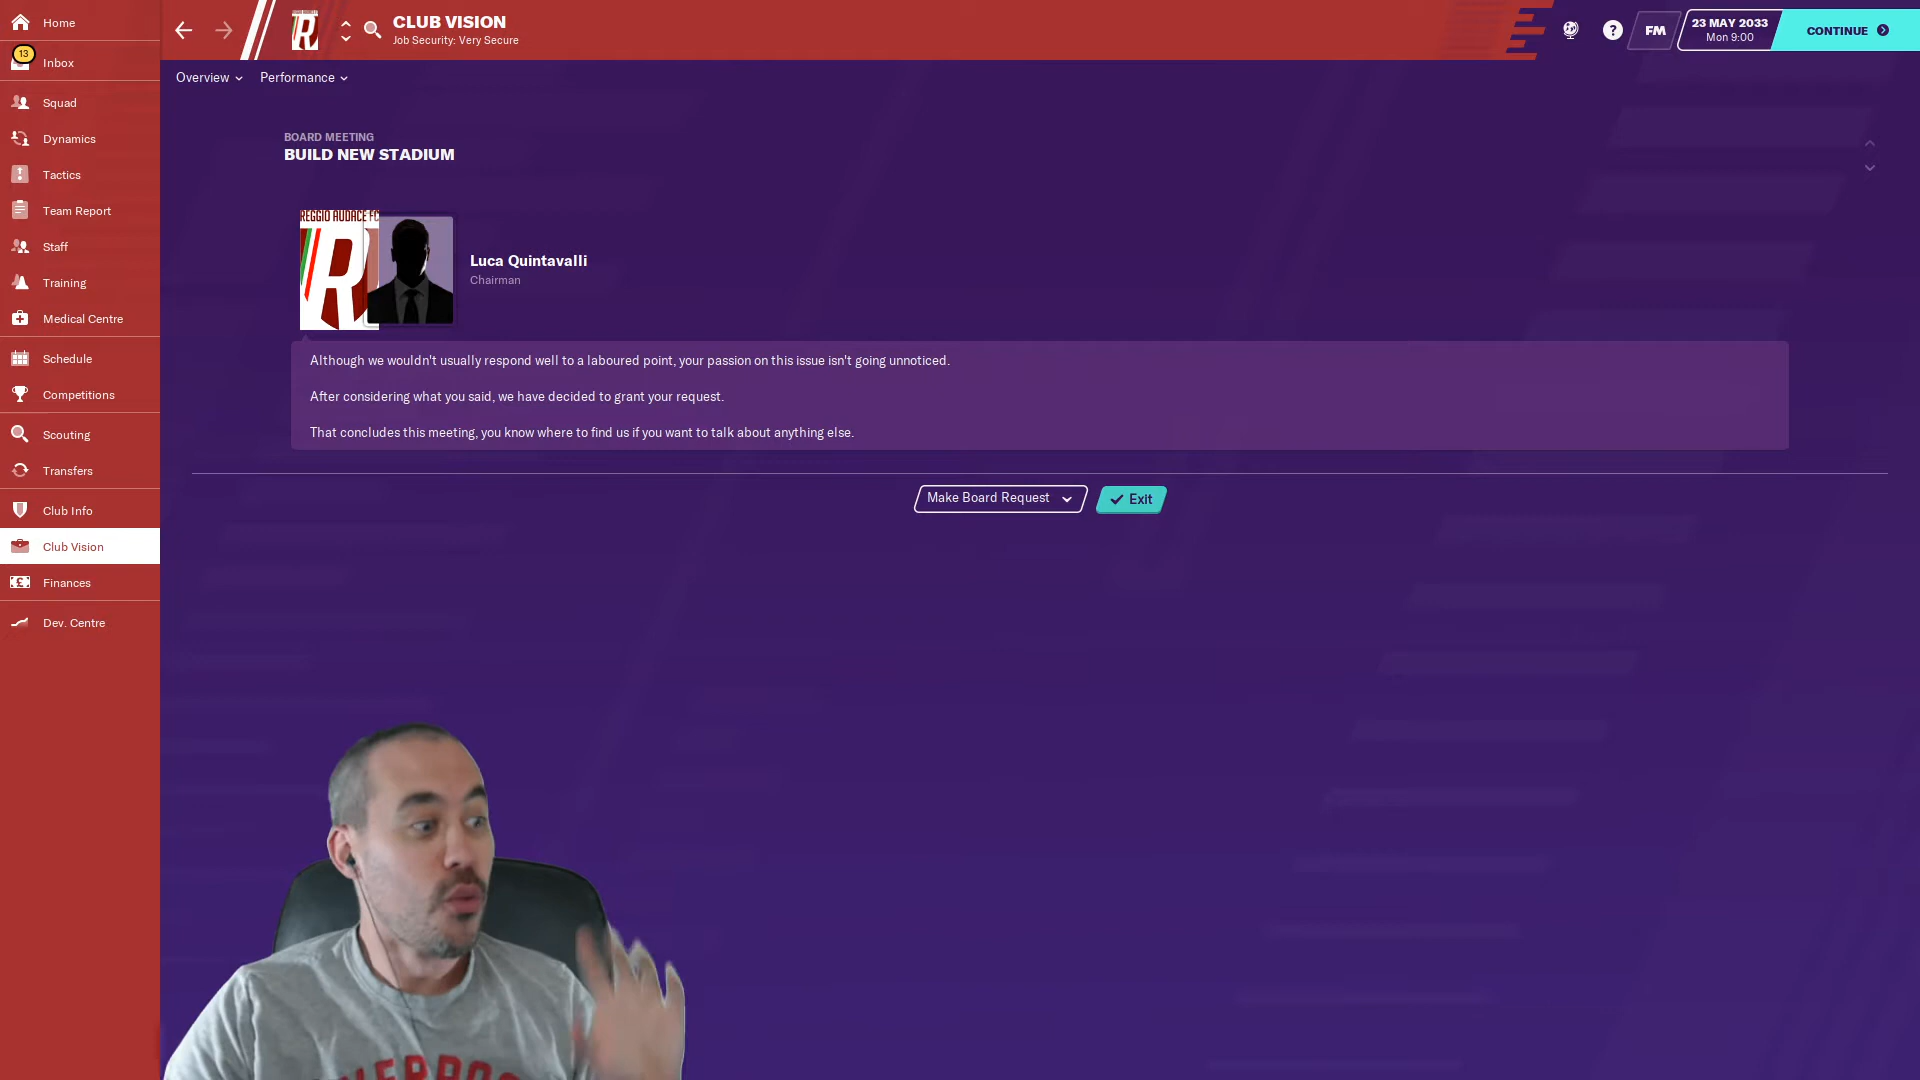 Home
13
Inbox
Squad
Dynamics
Tactics
Team Report
Staff
Training
Medical Centre
Schedule
Competitions
Scouting
Transfers
Club Info
Club Vision
Finances
Dev. Centre
CLUB VISION
Job Security: Very Secure
FM
23 MAY 2033
Mon 9:00
CONTINUE
Overview
Performance
BOARD MEETING
BUILD NEW STADIUM
REGGIO AUDACE FC
Luca Quintavalli
Chairman
Although we wouldn't usually respond well to a laboured point, your passion on this issue isn't going unnoticed.
After considering what you said, we have decided to grant your request.
That concludes this meeting, you know where to find us if you want to talk about anything else.
Make Board Request
Exit